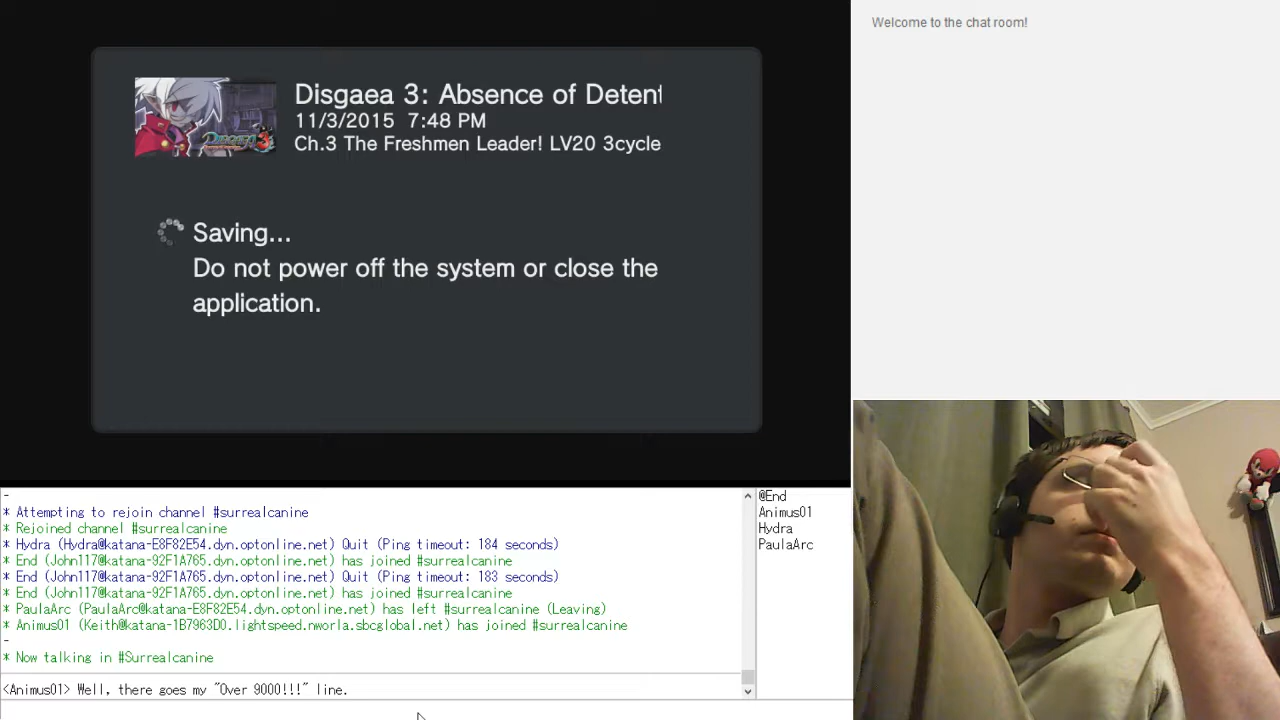 Welcome to the chat room!
Disgaea 3: Absence of Detent
11/3/2015 7:48 PM
Ch.3 The Freshmen Leader! LV20 3cycle
DISGAEA 3
Saving...
Do not power off the system or close the
application.
-
* Attempting to rejoin channel #surrealcanine
* Rejoined channel #surrealcanine
* Hydra (Hydra@katana-E8F82E54.dyn.optonline.net) Quit (Ping timeout: 184 seconds)
* End (John117@katana-92F1A765.dyn.optonline.net) has joined #surrealcanine
* End (John117@katana-92F1A765.dyn.optonline.net) Quit (Ping timeout: 183 seconds)
* End (John117@katana-92F1A765.dyn.optonline.net) has joined #surrealcanine
* PaulaArc (PaulaArc@katana-E8F82E54.dyn.optonline.net) has left #surrealcanine (Leaving)
* Animus01 (Keith@katana-1B7963D0.lightspeed.nworla.sbcglobal.net) has joined #surrealcanine
-
* Now talking in #Surrealcanine
<Animus01> Well, there goes my "Over 9000!!!" line.
@End
Animus01
Hydra
PaulaArc